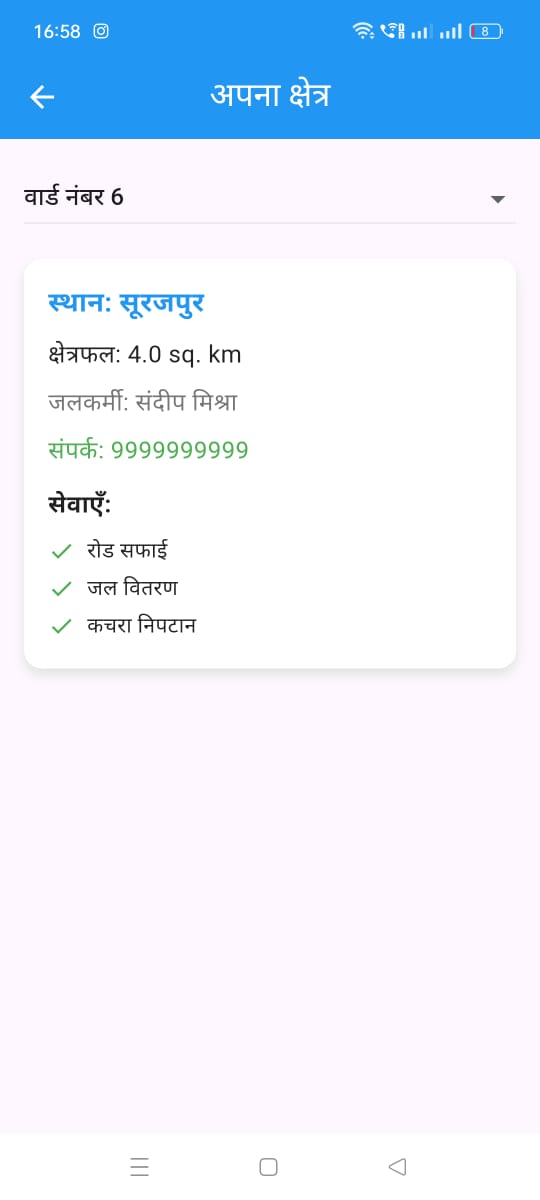 16:58
8
अपना क्षेत्र
वार्ड नंबर 6
स्थान: सूरजपुर
क्षेत्रफल: 4.0 sq. km
जलकर्मी: संदीप मिश्रा
संपर्क: 9999999999
सेवाएँ:
रोड सफाई
जल वितरण
कचरा निपटान